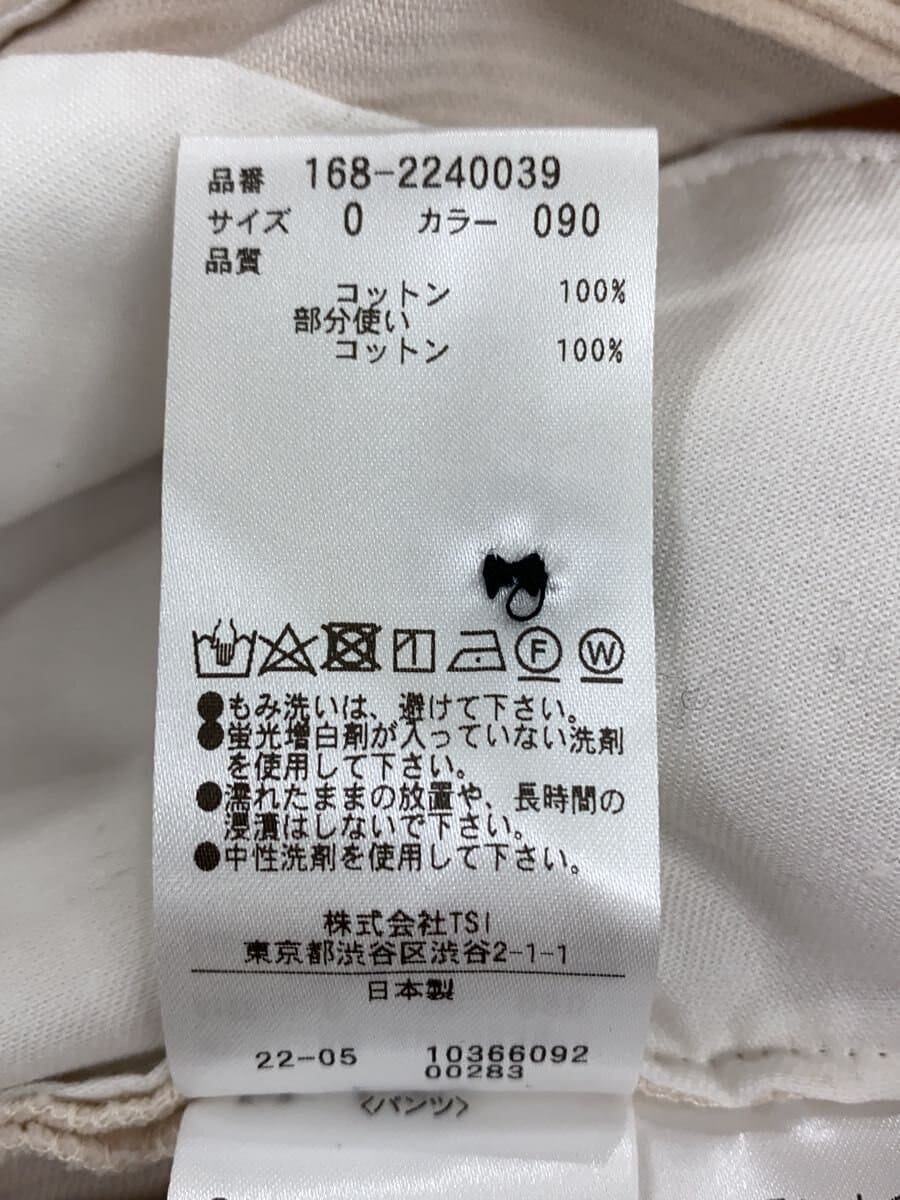 品番 168-2240039
サイズ 0 カラー 090
品質
コットン 100%
部分使い
コットン 100%
F W
●もみ洗いは、避けて下さい。
●蛍光増白剤が入っていない洗剤
を使用して下さい。
●濡れたままの放置や、長時間の
浸漬はしないで下さい。
●中性洗剤を使用して下さい。
株式会社TSI
東京都渋谷区渋谷2-1-1
日本製
22-05 10366092
00283
<パンツ>